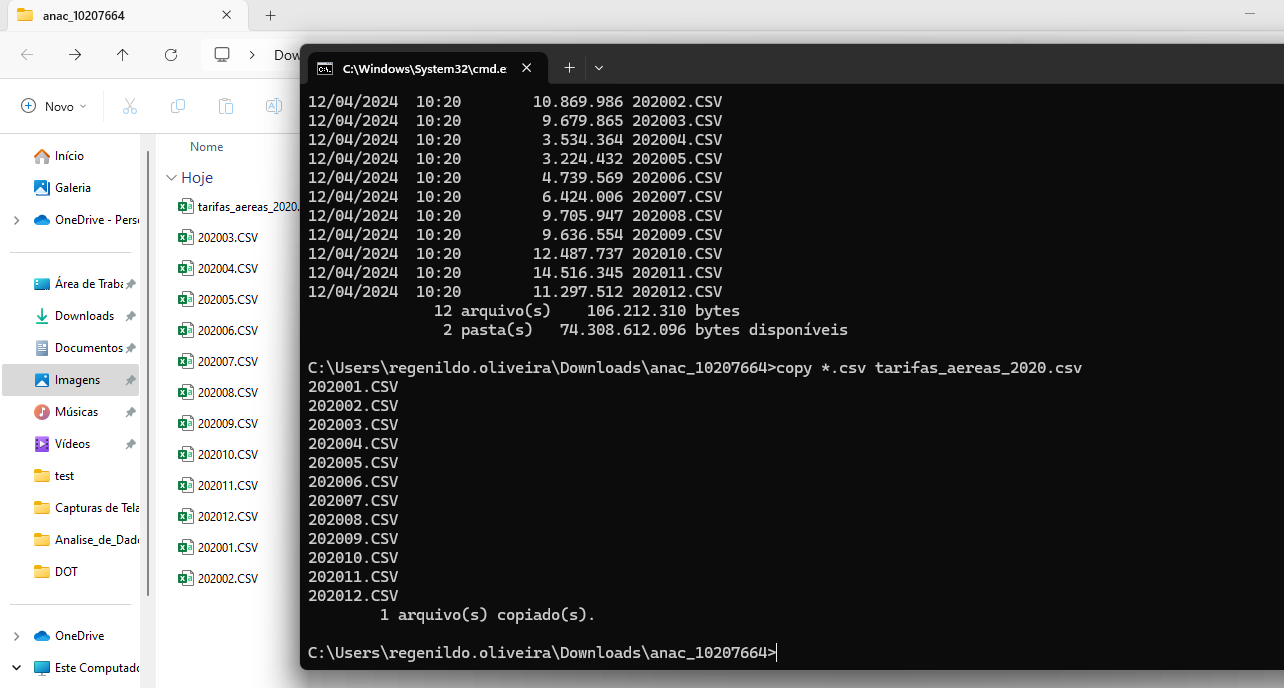 anac_10207664
Dow
Novo
Início
Galeria
OneDrive - Pers
Área de Traba
Downloads
Documentos
Imagens
Músicas
Vídeos
test
Capturas de Tela
Analise_de_Dado
DOT
OneDrive
Este Computado
Nome
Hoje
tarifas_aereas_2020.
202003.CSV
202004.CSV
202005.CSV
202006.CSV
202007.CSV
202008.CSV
202009.CSV
202010.CSV
202011.CSV
202012.CSV
202001.CSV
202002.CSV
C:\Windows\System32\cmd.e
12/04/2024  10:20        10.869.986 202002.CSV
12/04/2024  10:20         9.679.865 202003.CSV
12/04/2024  10:20         3.534.364 202004.CSV
12/04/2024  10:20         3.224.432 202005.CSV
12/04/2024  10:20         4.739.569 202006.CSV
12/04/2024  10:20         6.424.006 202007.CSV
12/04/2024  10:20         9.705.947 202008.CSV
12/04/2024  10:20         9.636.554 202009.CSV
12/04/2024  10:20        12.487.737 202010.CSV
12/04/2024  10:20        14.516.345 202011.CSV
12/04/2024  10:20        11.297.512 202012.CSV
              12 arquivo(s)    106.212.310 bytes
               2 pasta(s)   74.308.612.096 bytes disponíveis
C:\Users\regenildo.oliveira\Downloads\anac_10207664>copy *.csv tarifas_aereas_2020.csv
202001.CSV
202002.CSV
202003.CSV
202004.CSV
202005.CSV
202006.CSV
202007.CSV
202008.CSV
202009.CSV
202010.CSV
202011.CSV
202012.CSV
        1 arquivo(s) copiado(s).
C:\Users\regenildo.oliveira\Downloads\anac_10207664>